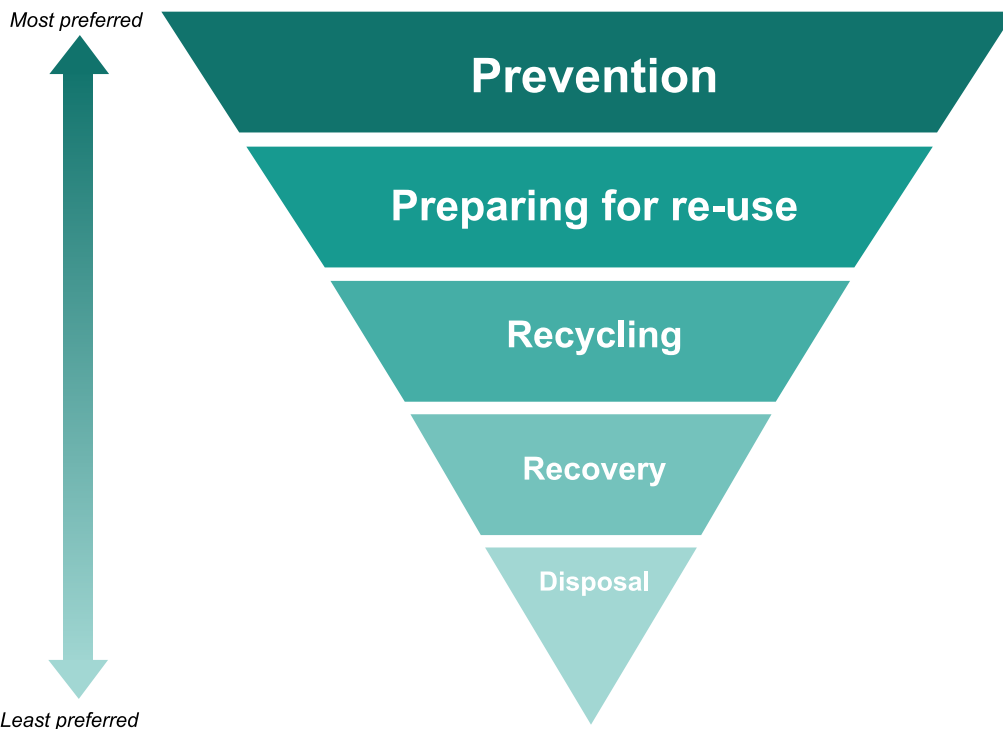 Most preferred
Prevention
Preparing for re-use
Recycling
Recovery
Disposal
Least preferred